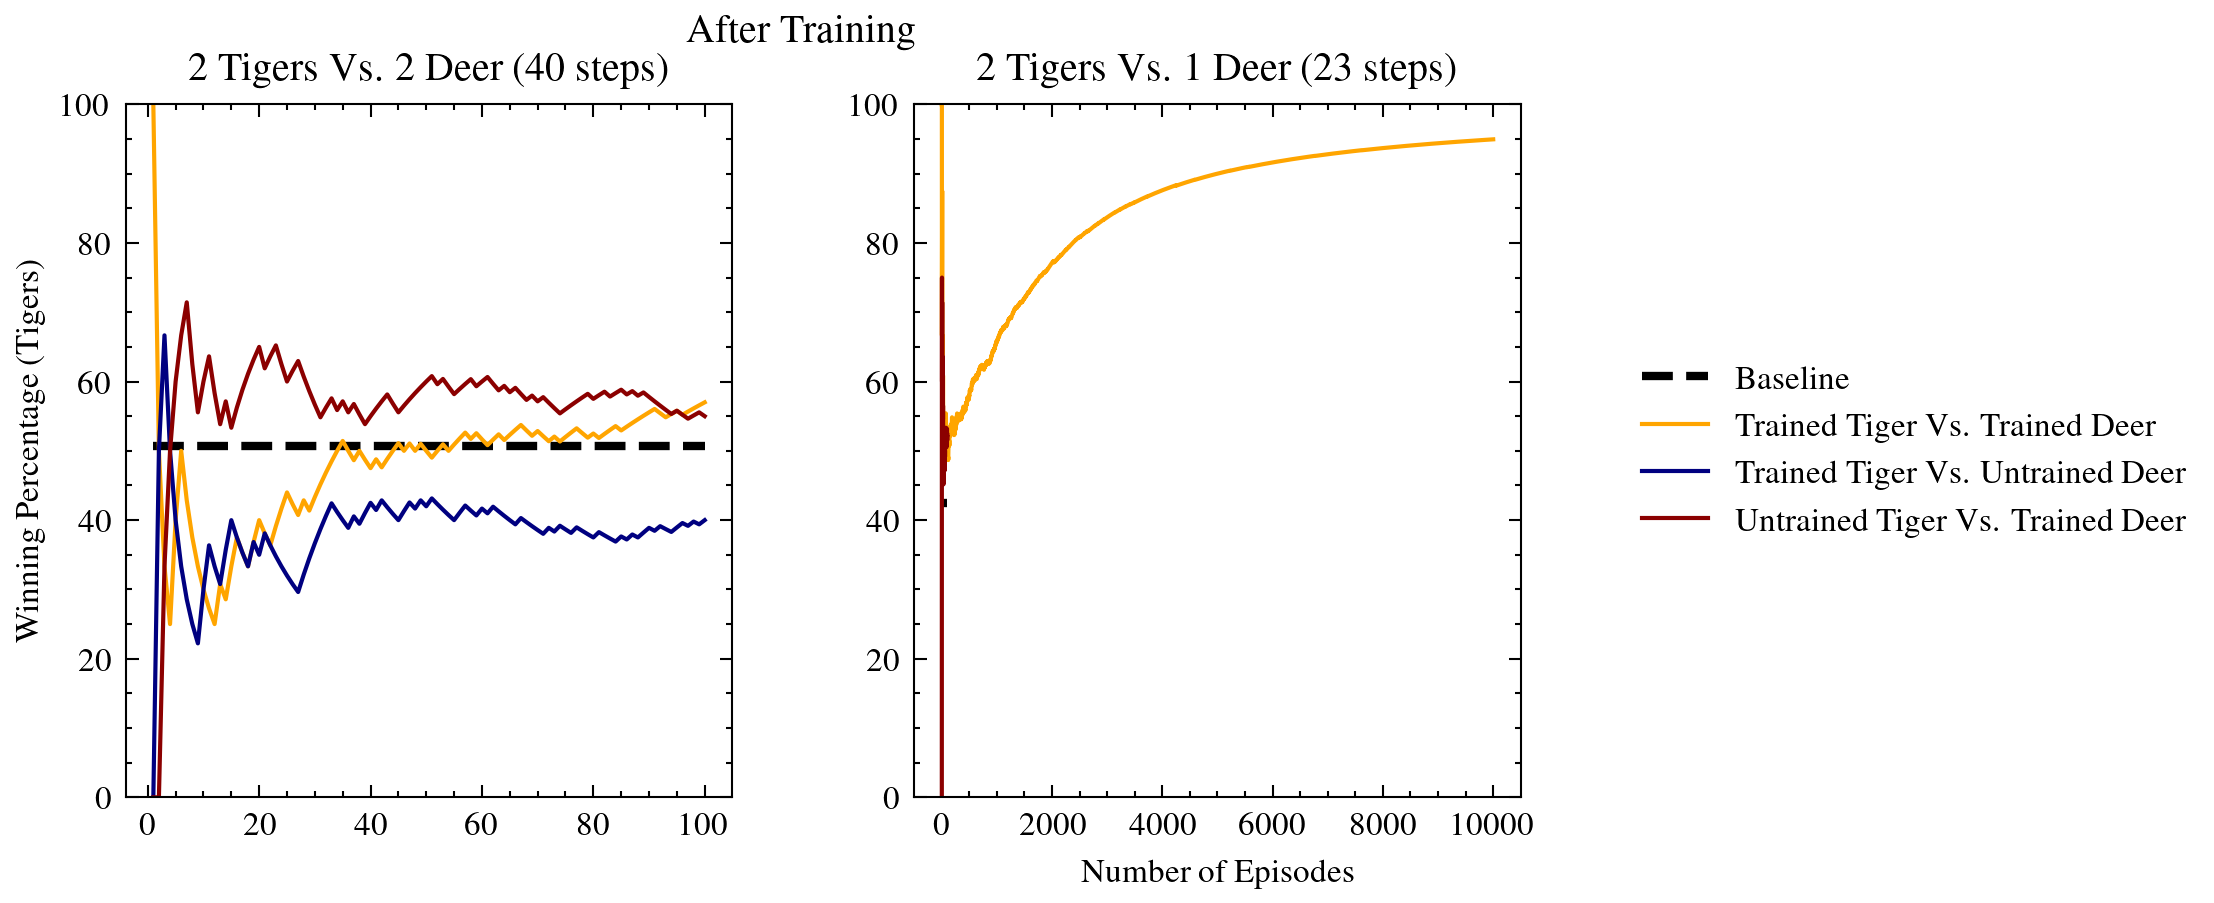 After Training
2 Tigers Vs. 2 Deer (40 steps)
2 Tigers Vs. 1 Deer (23 steps)
Winning Percentage (Tigers)
100
80
60
40
20
0
0 20 40 60 80 100
100
80
60
40
20
0
0 2000 4000 6000 8000 10000
Number of Episodes
Baseline
Trained Tiger Vs. Trained Deer
Trained Tiger Vs. Untrained Deer
Untrained Tiger Vs. Trained Deer